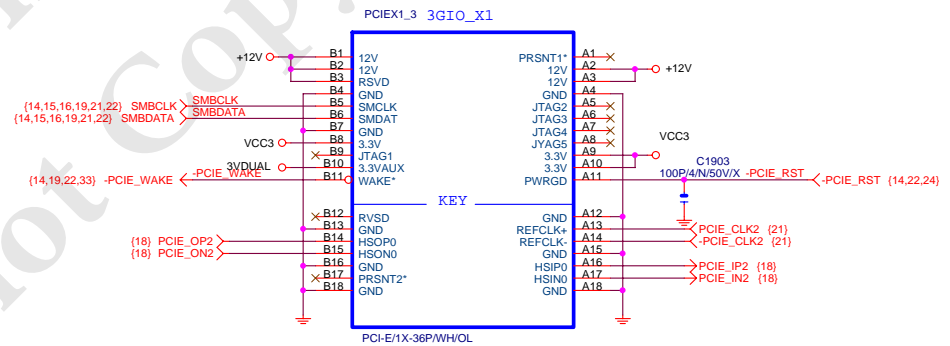 PCIEX1_3 3GIO_X1
+12V B1 12V PRSNT1* A1
B2 12V 12V A2 +12V
B3 RSVD 12V A3
B4 GND GND A4
{14,15,16,19,21,22} SMBCLK SMBCLK B5 SMCLK JTAG2 A5
{14,15,16,19,21,22} SMBDATA SMBDATA B6 SMDAT JTAG3 A6
B7 GND JTAG4 A7
VCC3 B8 3.3V JYAG5 A8 VCC3
B9 JTAG1 3.3V A9
3VDUAL B10 3.3VAUX 3.3V A10 C1903
{14,19,22,33} -PCIE_WAKE -PCIE_WAKE B11 WAKE* PWRGD A11 100P/4/N/50V/X -PCIE_RST -PCIE_RST {14,22,24}
KEY
B12 RVSD GND A12
B13 GND REFCLK+ A13 PCIE_CLK2 {21}
{18} PCIE_OP2 B14 HSOP0 REFCLK- A14 -PCIE_CLK2 {21}
{18} PCIE_ON2 B15 HSON0 GND A15
B16 GND HSIP0 A16 PCIE_IP2 {18}
B17 PRSNT2* HSIN0 A17 PCIE_IN2 {18}
B18 GND GND A18
PCI-E/1X-36P/WH/OL
not Copy